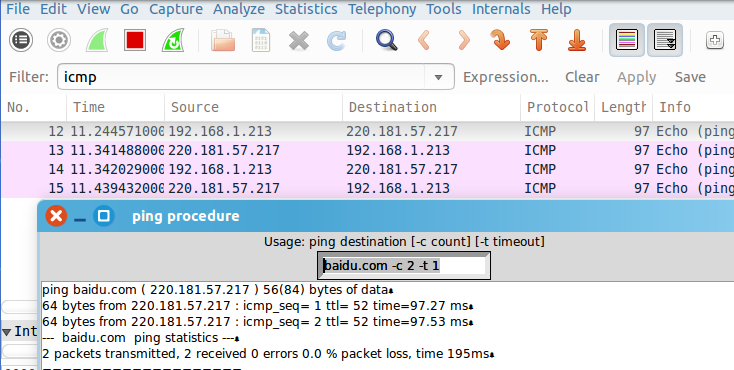 File Edit View Go Capture Analyze Statistics Telephony Tools Internals Help
Filter: icmp Expression... Clear Apply Save
No. Time Source Destination Protocol Length Info
12 11.244571000 192.168.1.213 220.181.57.217 ICMP 97 Echo (ping
13 11.341488000 220.181.57.217 192.168.1.213 ICMP 97 Echo (ping
14 11.342029000 192.168.1.213 220.181.57.217 ICMP 97 Echo (ping
15 11.439432000 220.181.57.217 192.168.1.213 ICMP 97 Echo (ping
ping procedure
Usage: ping destination [-c count] [-t timeout]
baidu.com -c 2 -t 1
ping baidu.com ( 220.181.57.217 ) 56(84) bytes of data
64 bytes from 220.181.57.217 : icmp_seq= 1 ttl= 52 time=97.27 ms
64 bytes from 220.181.57.217 : icmp_seq= 2 ttl= 52 time=97.53 ms
--- baidu.com ping statistics ---
2 packets transmitted, 2 received 0 errors 0.0 % packet loss, time 195ms
Int